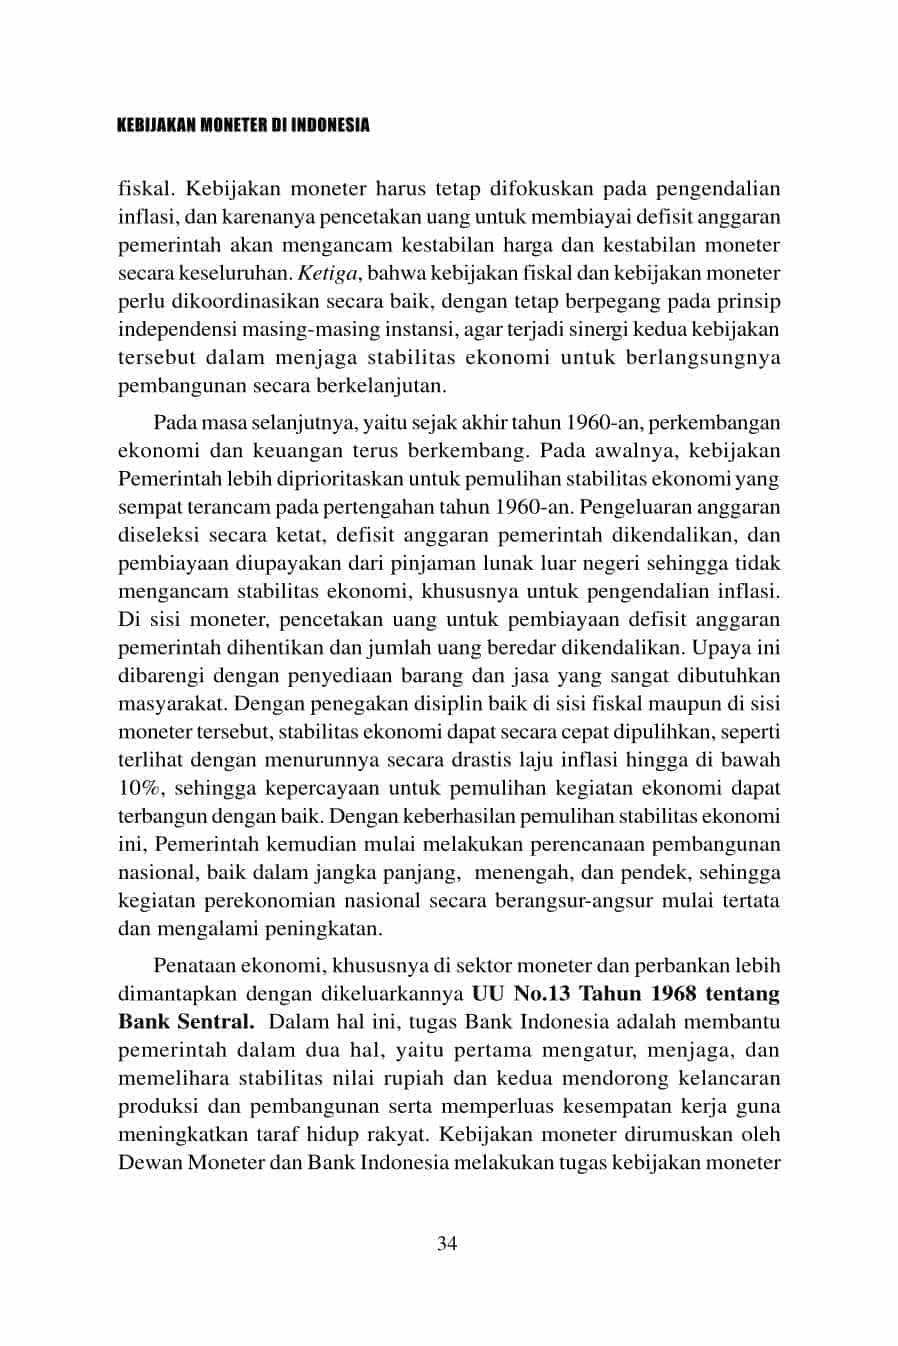 KEBIJAKAN MONETER DI INDONESIA
fiskal. Kebijakan moneter harus tetap difokuskan pada pengendalian
inflasi, dan karenanya pencetakan uang untuk membiayai defisit anggaran
pemerintah akan mengancam kestabilan harga dan kestabilan moneter
secara keseluruhan. Ketiga, bahwa kebijakan fiskal dan kebijakan moneter
perlu dikoordinasikan secara baik, dengan tetap berpegang pada prinsip
independensi masing-masing instansi, agar terjadi sinergi kedua kebijakan
tersebut dalam menjaga stabilitas ekonomi untuk berlangsungnya
pembangunan secara berkelanjutan.
Pada masa selanjutnya, yaitu sejak akhir tahun 1960-an, perkembangan
ekonomi dan keuangan terus berkembang. Pada awalnya, kebijakan
Pemerintah lebih diprioritaskan untuk pemulihan stabilitas ekonomi yang
sempat terancam pada pertengahan tahun 1960-an. Pengeluaran anggaran
diseleksi secara ketat, defisit anggaran pemerintah dikendalikan, dan
pembiayaan diupayakan dari pinjaman lunak luar negeri sehingga tidak
mengancam stabilitas ekonomi, khususnya untuk pengendalian inflasi.
Di sisi moneter, pencetakan uang untuk pembiayaan defisit anggaran
pemerintah dihentikan dan jumlah uang beredar dikendalikan. Upaya ini
dibarengi dengan penyediaan barang dan jasa yang sangat dibutuhkan
masyarakat. Dengan penegakan disiplin baik di sisi fiskal maupun di sisi
moneter tersebut, stabilitas ekonomi dapat secara cepat dipulihkan, seperti
terlihat dengan menurunnya secara drastis laju inflasi hingga di bawah
10%, sehingga kepercayaan untuk pemulihan kegiatan ekonomi dapat
terbangun dengan baik. Dengan keberhasilan pemulihan stabilitas ekonomi
ini, Pemerintah kemudian mulai melakukan perencanaan pembangunan
nasional, baik dalam jangka panjang, menengah, dan pendek, sehingga
kegiatan perekonomian nasional secara berangsur-angsur mulai tertata
dan mengalami peningkatan.
Penataan ekonomi, khususnya di sektor moneter dan perbankan lebih
dimantapkan dengan dikeluarkannya UU No.13 Tahun 1968 tentang
Bank Sentral. Dalam hal ini, tugas Bank Indonesia adalah membantu
pemerintah dalam dua hal, yaitu pertama mengatur, menjaga, dan
memelihara stabilitas nilai rupiah dan kedua mendorong kelancaran
produksi dan pembangunan serta memperluas kesempatan kerja guna
meningkatkan taraf hidup rakyat. Kebijakan moneter dirumuskan oleh
Dewan Moneter dan Bank Indonesia melakukan tugas kebijakan moneter
34